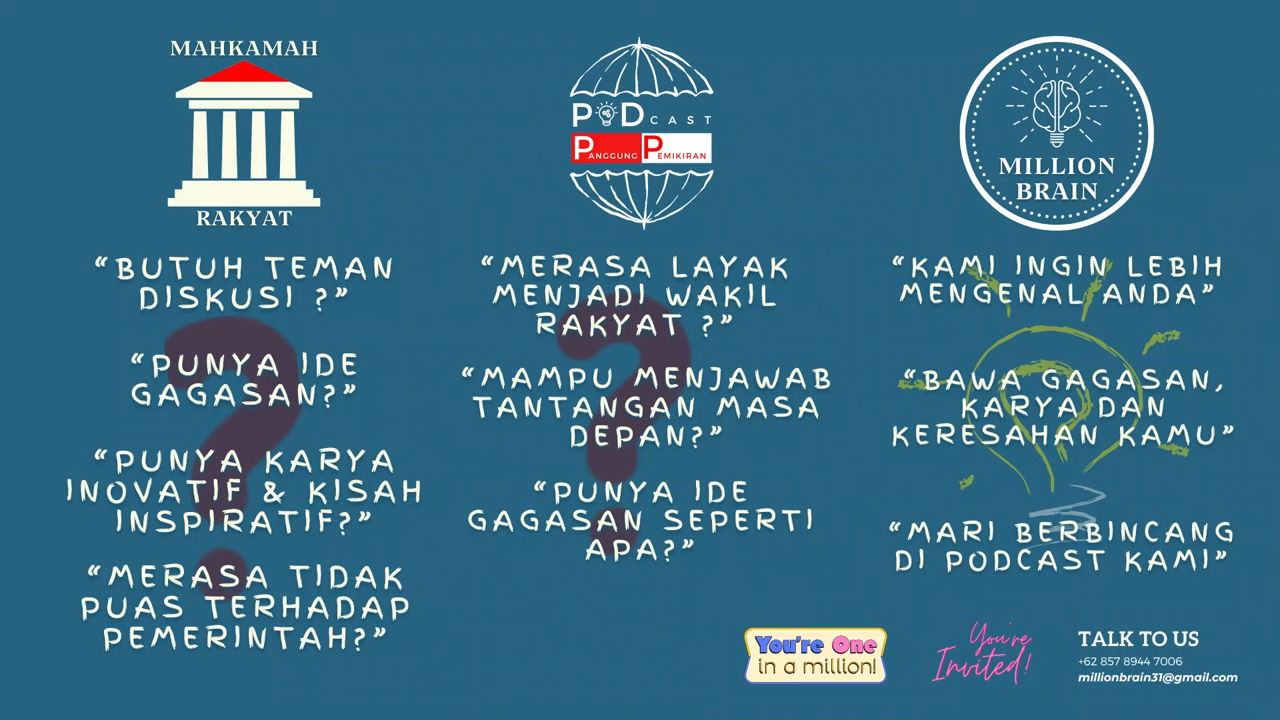 MAHKAMAH
RAKYAT
"BUTUH TEMAN
DISKUSI ?"
"PUNYA IDE
GAGASAN?"
"PUNYA KARYA
INOVATIF & KISAH
INSPIRATIF?"
"MERASA TIDAK
PUAS TERHADAP
PEMERINTAH?"
PODCAST
PANGGUNG PEMIKIRAN
"MERASA LAYAK
MENJADI WAKIL
RAKYAT ?"
"MAMPU MENJAWAB
TANTANGAN MASA
DEPAN?"
"PUNYA IDE
GAGASAN SEPERTI
APA?"
MILLION
BRAIN
"KAMI INGIN LEBIH
MENGENAL ANDA"
"BAWA GAGASAN,
KARYA DAN
KERESAHAN KAMU"
"MARI BERBINCANG
DI PODCAST KAMI"
You're One
in a million!
You're
Invited!
TALK TO US
+62 857 8944 7006
millionbrain31@gmail.com